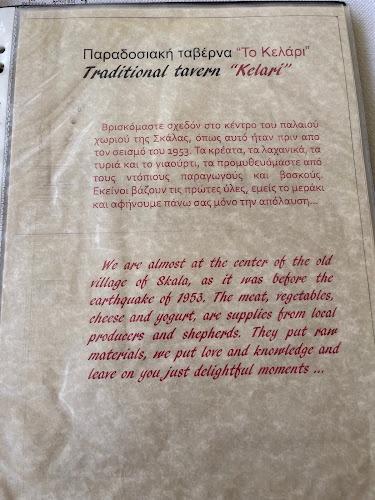 Παραδοσιακή ταβέρνα “Το Κελάρι”
Traditional tavern “Kelari”
Βρισκόμαστε σχεδόν στο κέντρο του παλαιού
χωριού της Σκάλας, όπως αυτό ήταν πριν απο
τον σεισμό του 1953. Τα κρέατα, τα λαχανικά, τα
τυριά και το γιαούρτι, τα προμυθευόμαστε από
τους ντόπιους παραγωγούς και βοσκούς.
Εκείνοι βάζουν τις πρώτες ύλες, εμείς το μεράκι
και αφήνουμε πάνω σας μόνο την απόλαυση...
We are almost at the center of the old
village of Skala, as it was before the
earthquake of 1953. The meat, vegetables,
cheese and yogurt, are supplies from local
producers and shepherds. They put raw
materials, we put love and knowledge and
leave on you just delightful moments ...